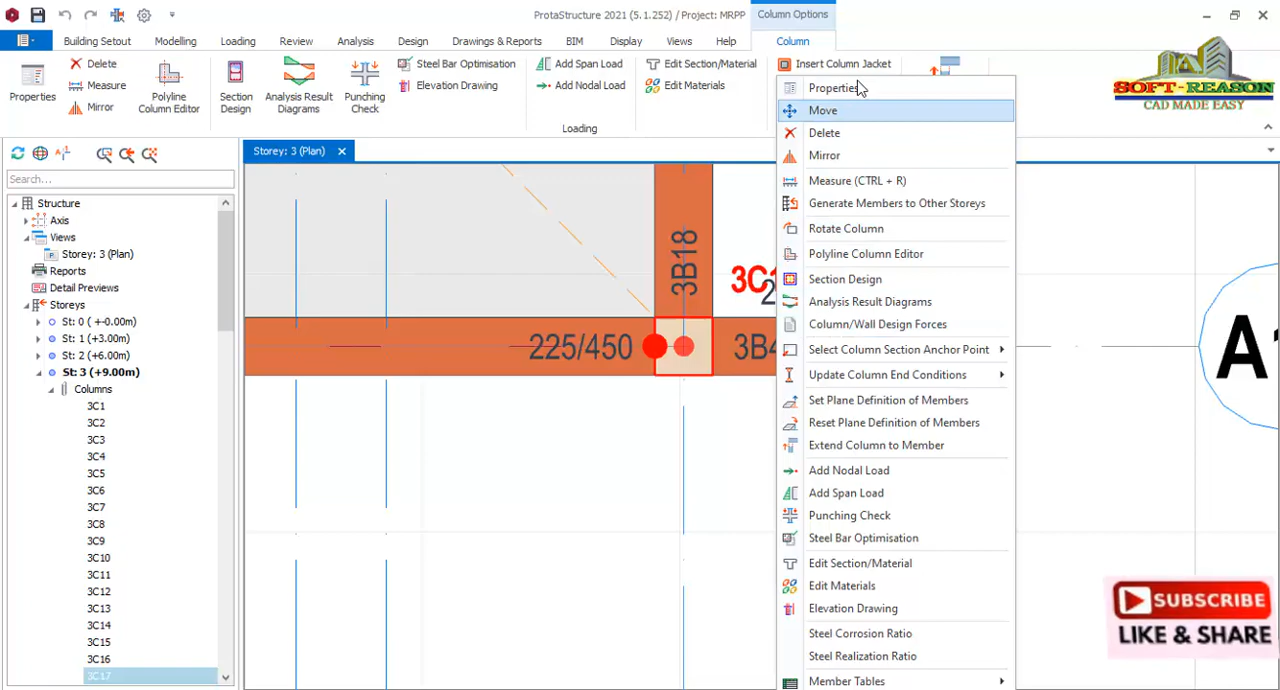 ProtaStructure 2021 (5.1.252) / Project: MRPP
Column Options
Building Setout
Modelling
Loading
Review
Analysis
Design
Drawings & Reports
BIM
Display
Views
Help
Column
Properties
Delete
Measure
Mirror
Polyline
Column Editor
Section
Design
Analysis Result
Diagrams
Punching
Check
Steel Bar Optimisation
Elevation Drawing
Add Span Load
Add Nodal Load
Loading
Edit Section/Material
Edit Materials
Insert Column Jacket
SOFT-REASON
CAD MADE EASY
Storey: 3 (Plan)
Search...
Structure
Axis
Views
Storey: 3 (Plan)
Reports
Detail Previews
Storeys
St: 0 ( +-0.00m)
St: 1 (+3.00m)
St: 2 (+6.00m)
St: 3 (+9.00m)
Columns
3C1
3C2
3C3
3C4
3C5
3C6
3C7
3C8
3C9
3C10
3C11
3C12
3C13
3C14
3C15
3C16
3C17
3B18
225/450
Properties
Move
Delete
Mirror
Measure (CTRL + R)
Generate Members to Other Storeys
Rotate Column
Polyline Column Editor
Section Design
Analysis Result Diagrams
Column/Wall Design Forces
Select Column Section Anchor Point
Update Column End Conditions
Set Plane Definition of Members
Reset Plane Definition of Members
Extend Column to Member
Add Nodal Load
Add Span Load
Punching Check
Steel Bar Optimisation
Edit Section/Material
Edit Materials
Elevation Drawing
Steel Corrosion Ratio
Steel Realization Ratio
Member Tables
SUBSCRIBE
LIKE & SHARE